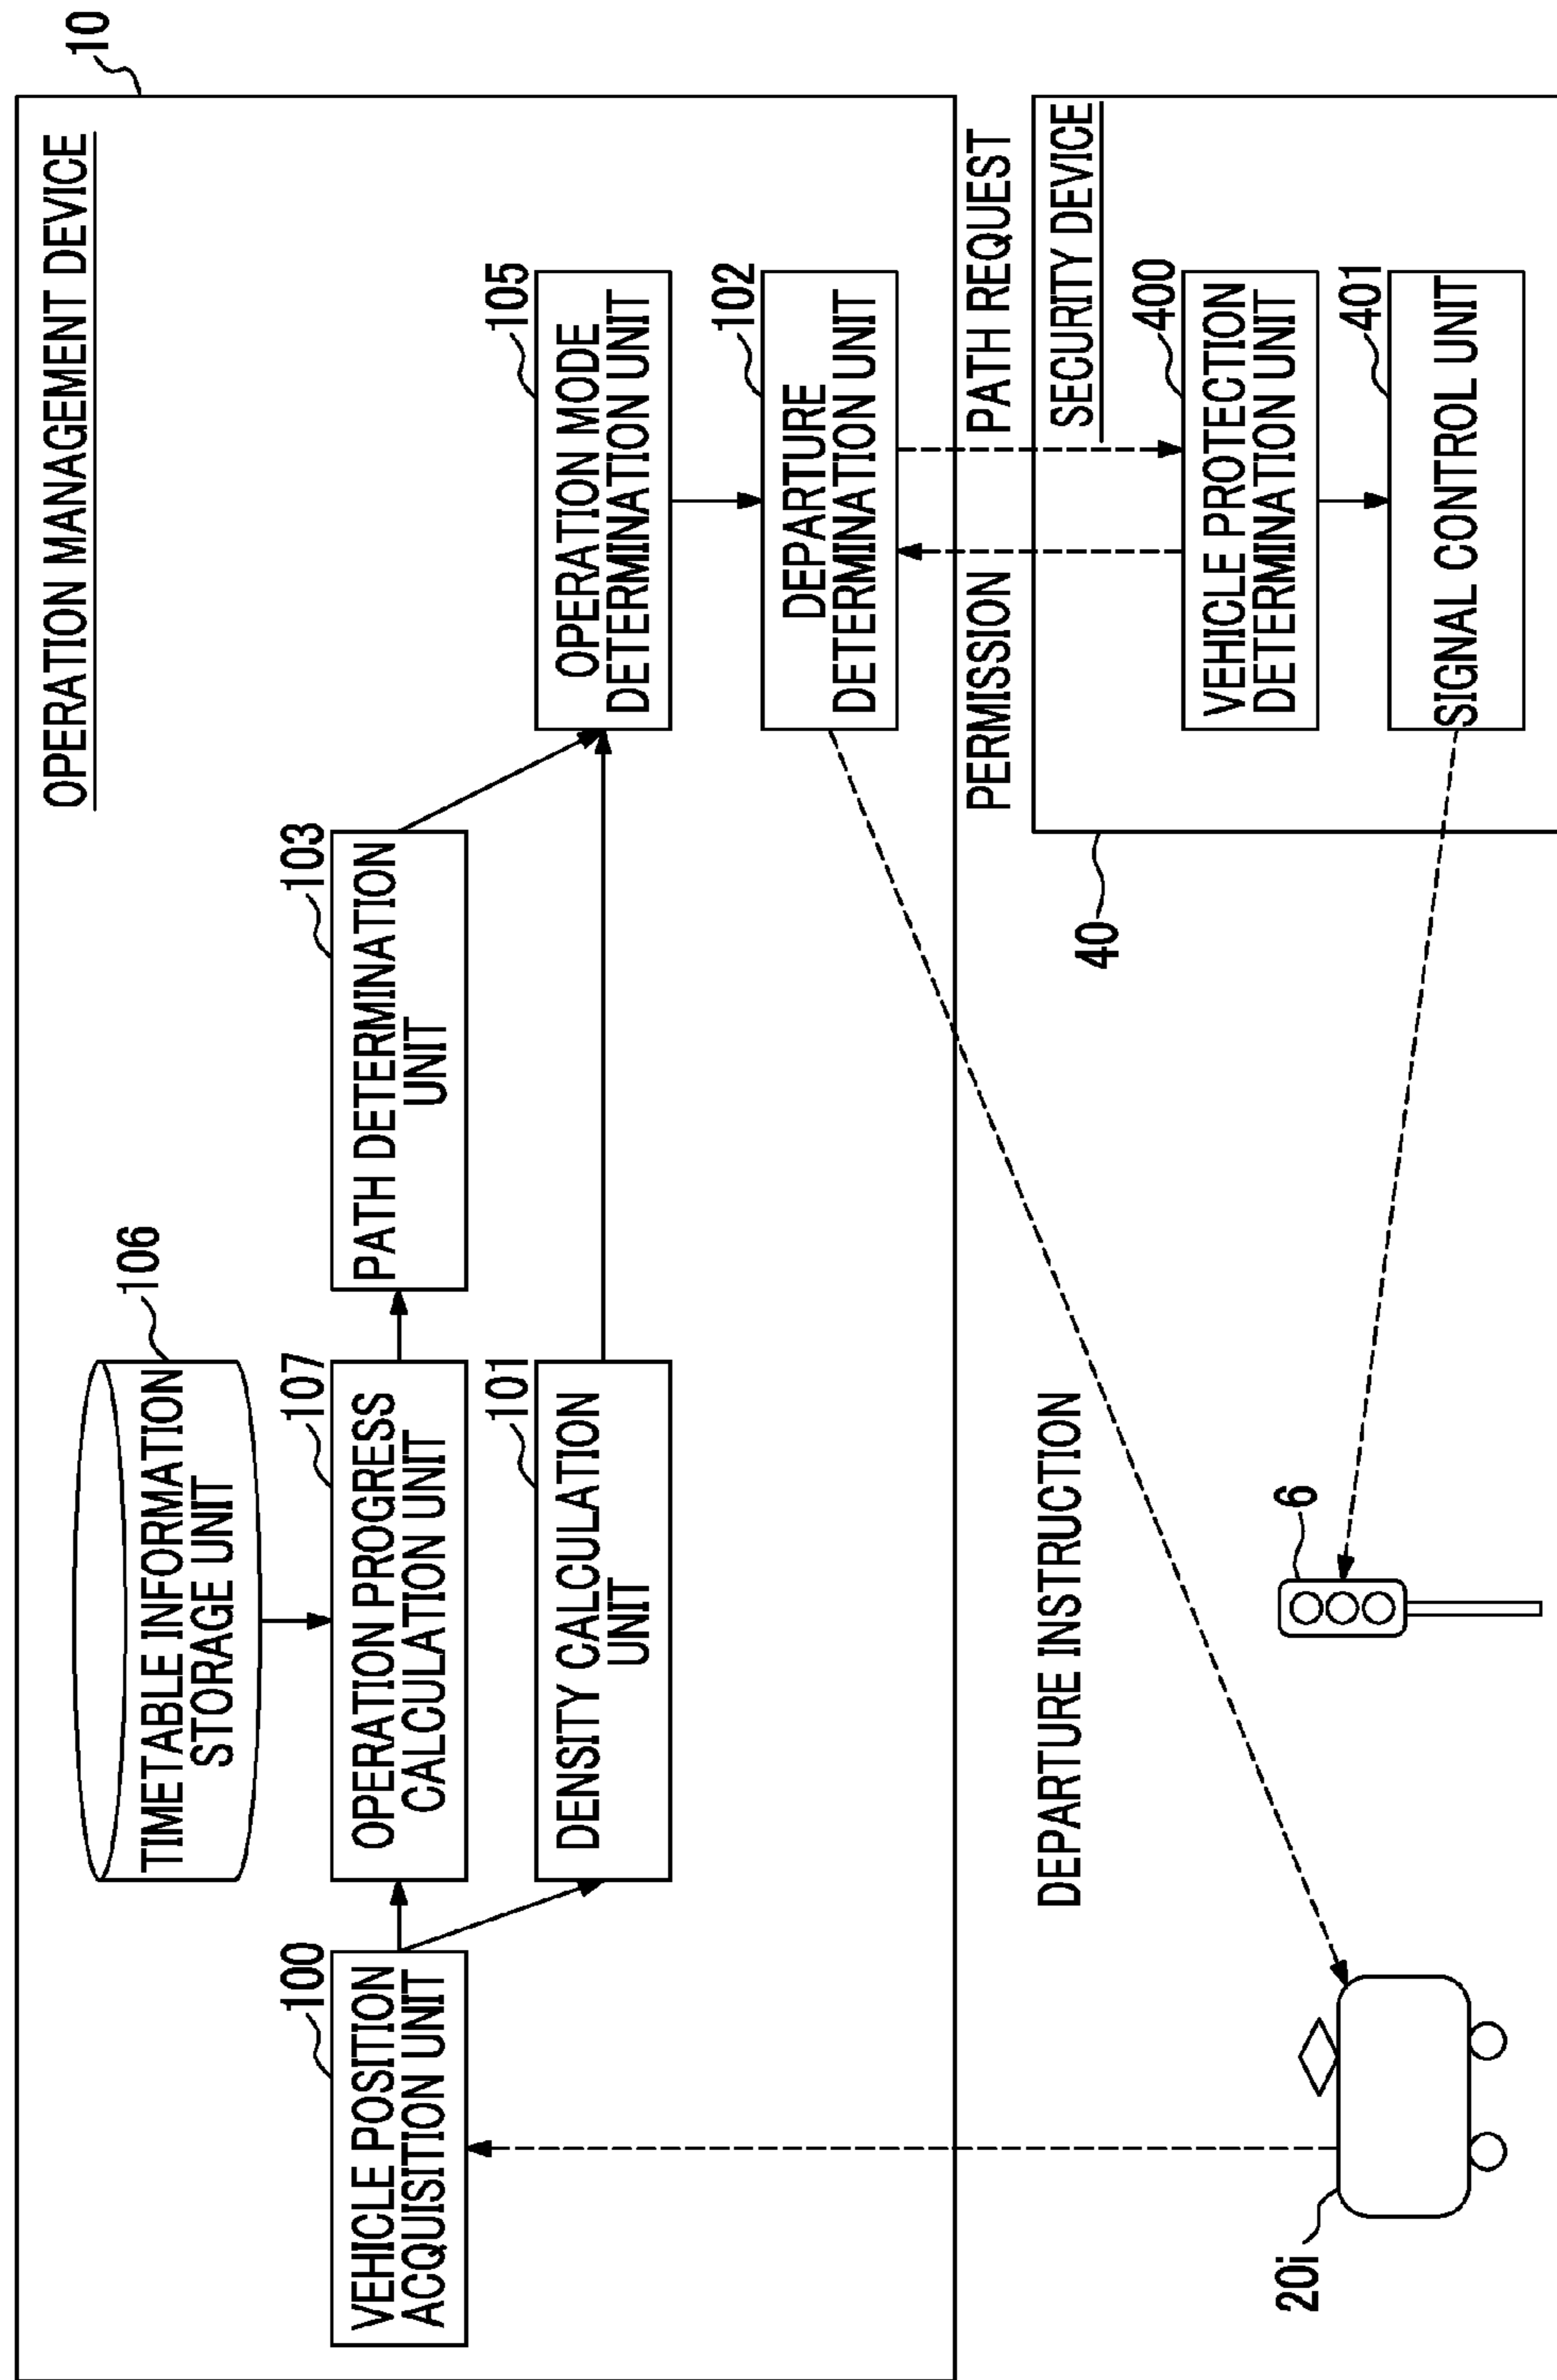 10
OPERATION MANAGEMENT DEVICE
106
TIMETABLE INFORMATION
STORAGE UNIT
100
VEHICLE POSITION
ACQUISITION UNIT
107
OPERATION PROGRESS
CALCULATION UNIT
103
PATH DETERMINATION
UNIT
101
DENSITY CALCULATION
UNIT
105
OPERATION MODE
DETERMINATION UNIT
102
DEPARTURE
DETERMINATION UNIT
PERMISSION
PATH REQUEST
DEPARTURE INSTRUCTION
40
SECURITY DEVICE
400
VEHICLE PROTECTION
DETERMINATION UNIT
401
SIGNAL CONTROL UNIT
6
20i